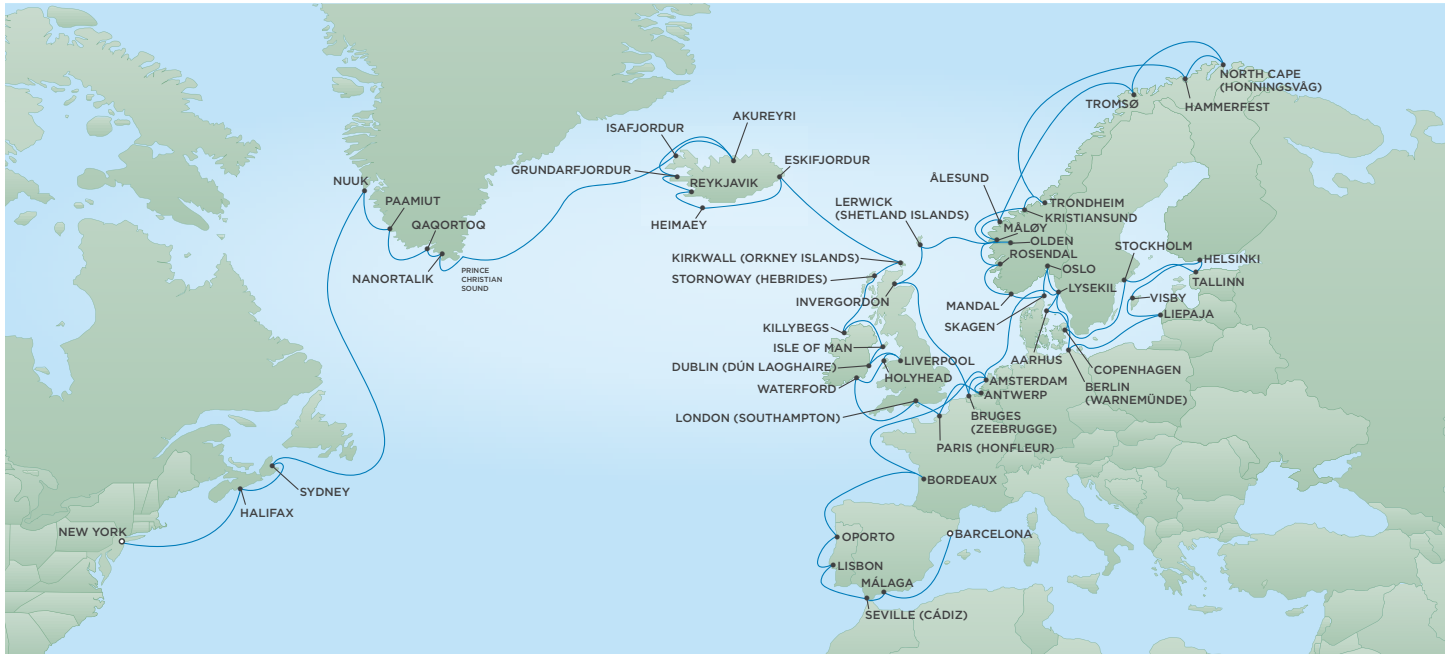 NORTH CAPE
(HONNINGSVÅG)
TROMSØ
HAMMERFEST
AKUREYRI
ISAFJORDUR
ESKIFJORDUR
GRUNDARFJORDUR
NUUK
REYKJAVIK
ÅLESUND
PAAMIUT
TRONDHEIM
LERWICK
(SHETLAND ISLANDS)
KRISTIANSUND
QAQORTOQ
HEIMAEY
MÅLØY
OLDEN
STOCKHOLM
ROSENDAL
KIRKWALL (ORKNEY ISLANDS)
HELSINKI
OSLO
NANORTALIK
PRINCE
CHRISTIAN
SOUND
STORNOWAY (HEBRIDES)
TALLINN
LYSEKIL
INVERGORDON
MANDAL
VISBY
SKAGEN
LIEPAJA
KILLYBEGS
ISLE OF MAN
AARHUS
LIVERPOOL
DUBLIN (DÚN LAOGHAIRE)
HOLYHEAD
COPENHAGEN
AMSTERDAM
WATERFORD
BERLIN
(WARNEMÜNDE)
ANTWERP
LONDON (SOUTHAMPTON)
BRUGES
(ZEEBRUGGE)
PARIS (HONFLEUR)
BORDEAUX
SYDNEY
HALIFAX
NEW YORK
OPORTO
BARCELONA
LISBON
MÁLAGA
SEVILLE (CÁDIZ)